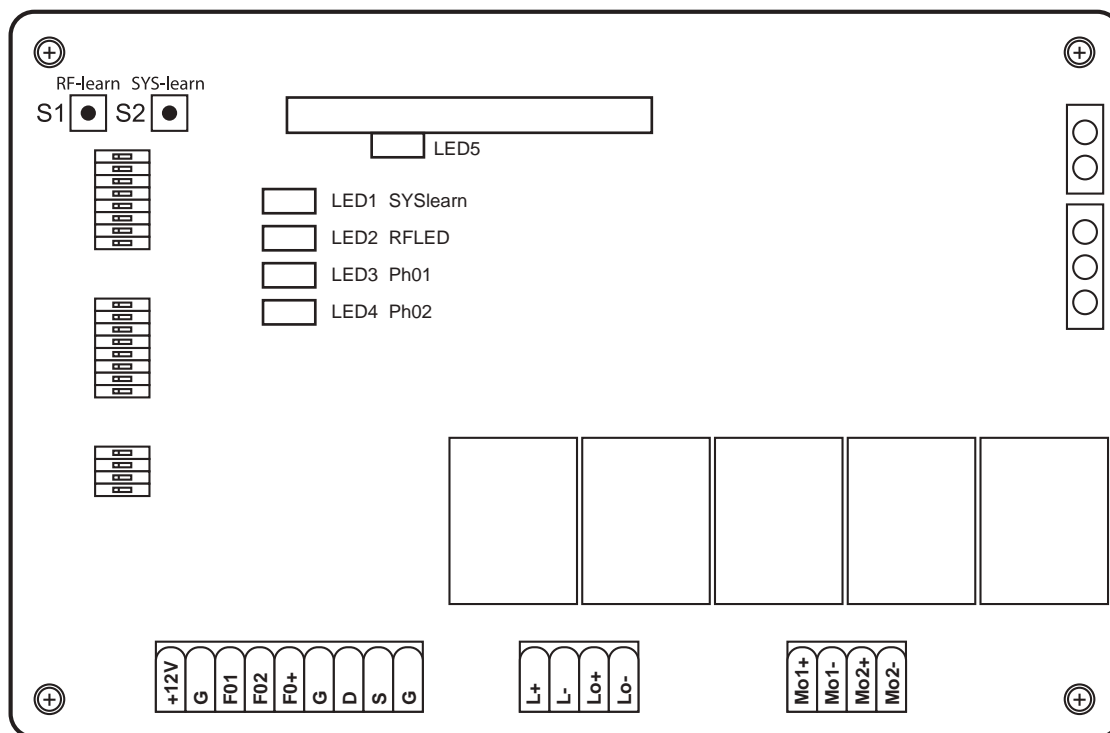 RF-learn SYS-learn
S1 S2
LED5
LED1 SYSlearn
LED2 RFLED
LED3 Ph01
LED4 Ph02
+12V G F01 F02 F0+ G D S G
L+ L- Lo+ Lo-
Mo1+ Mo1- Mo2+ Mo2-